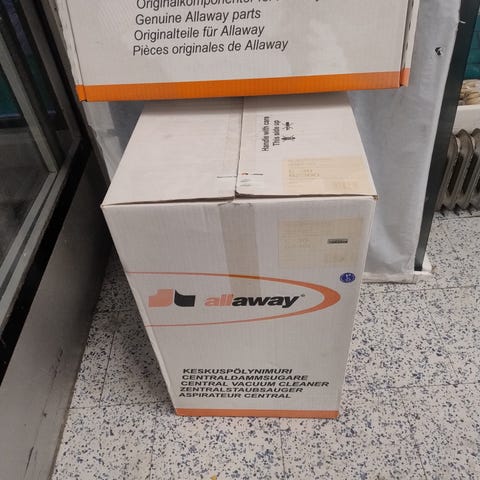 Originalkomponenter för
Genuine Allaway parts
Originalteile für Allaway
Pièces originales de Allaway
Handle with care
This side up
allaway
KESKUSPÖLYNIMURI
CENTRALDAMMSUGARE
CENTRAL VACUUM CLEANER
ZENTRALSTAUBSAUGER
ASPIRATEUR CENTRAL